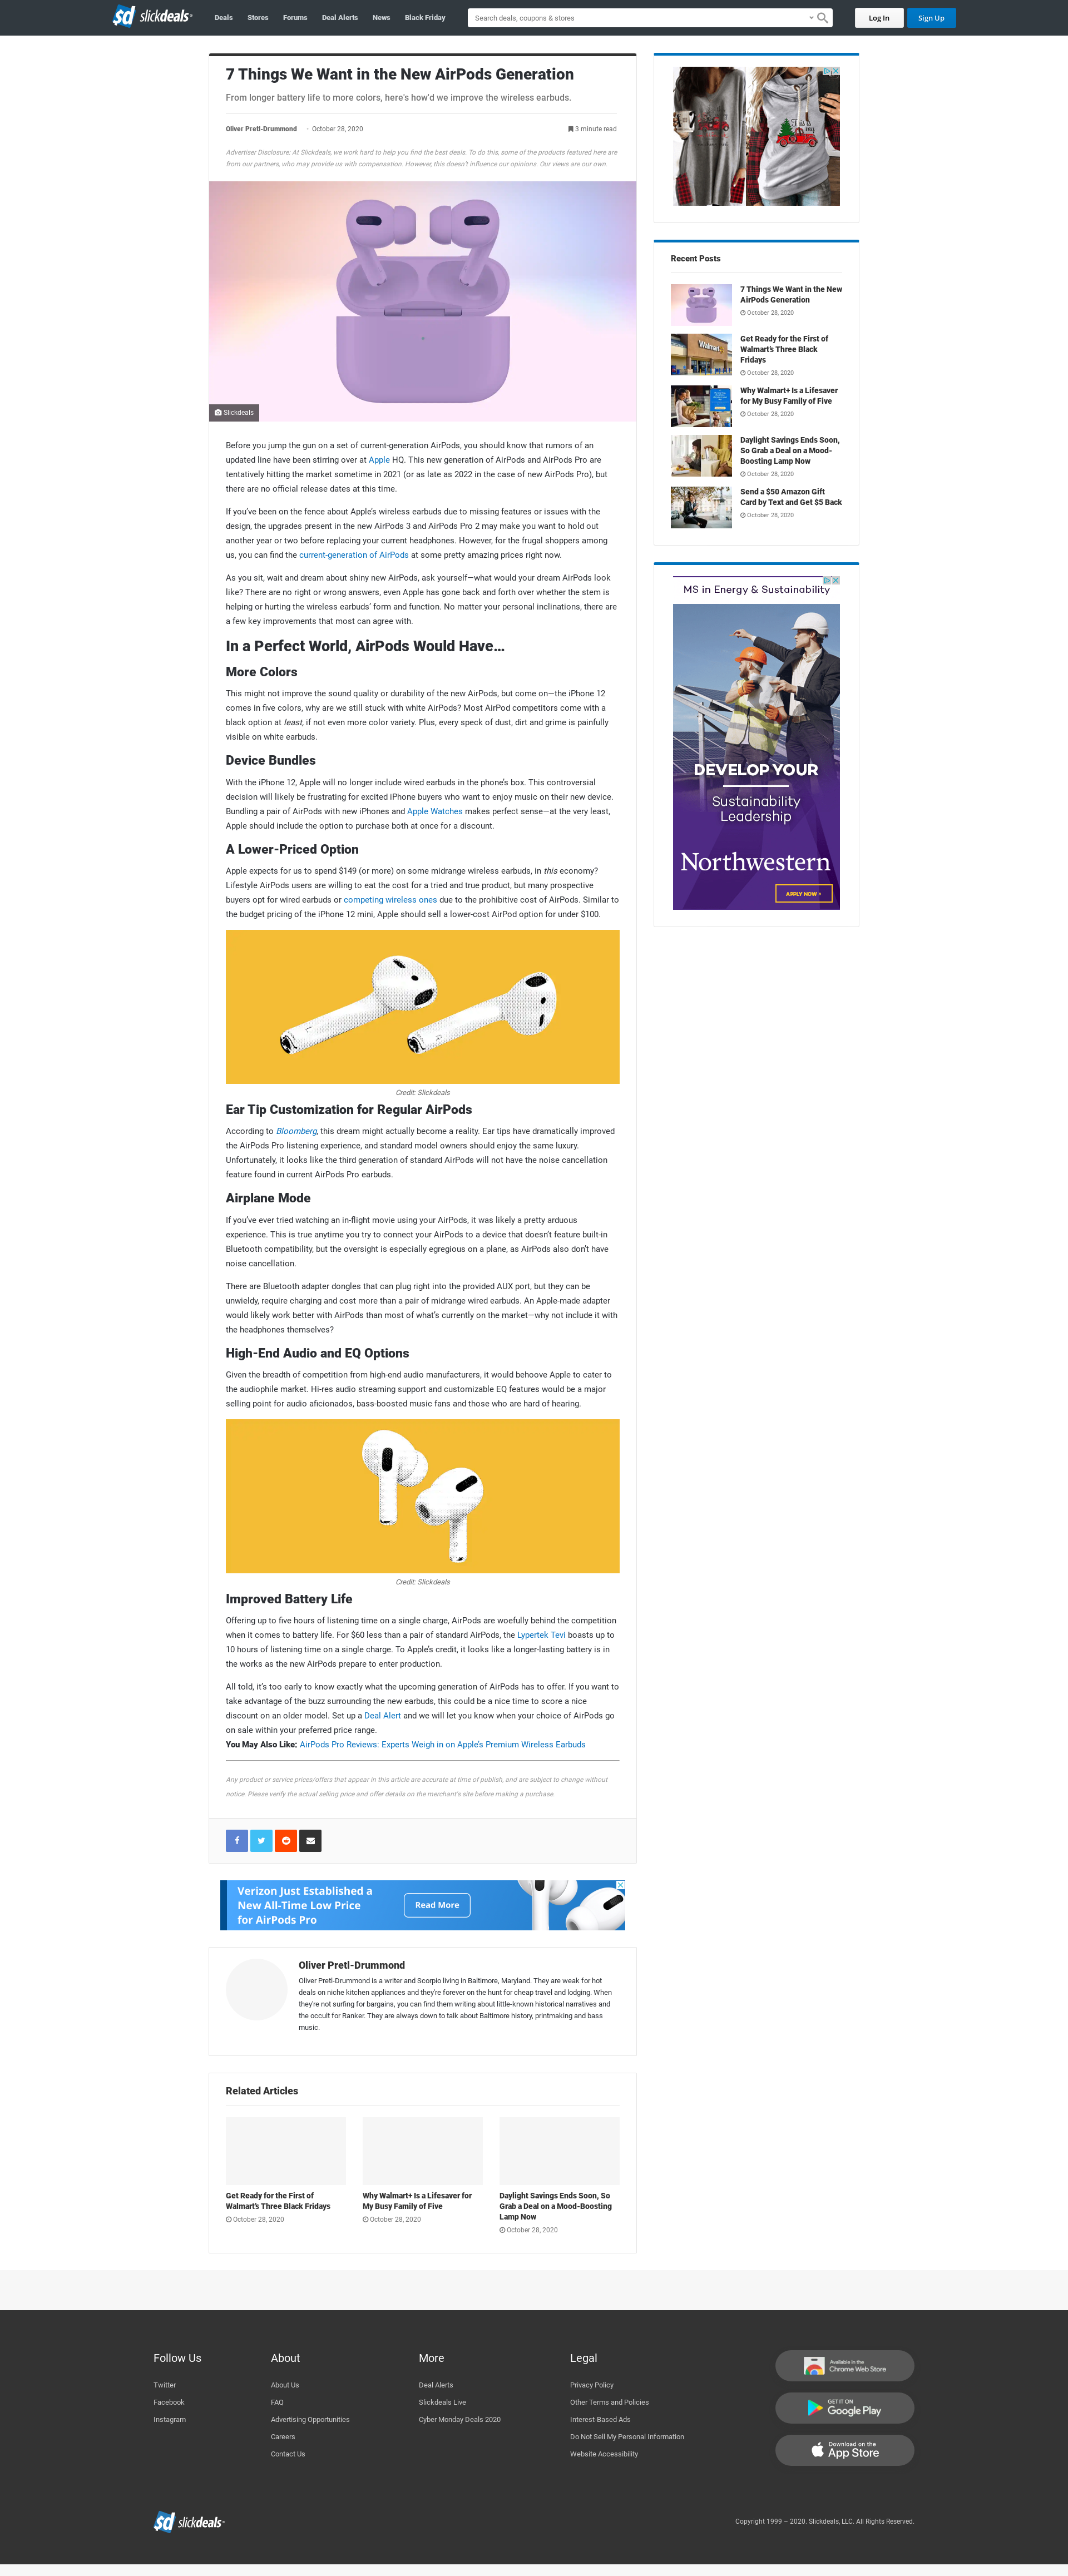 sd slickdeals
Deals Stores Forums Deal Alerts News Black Friday
Search deals, coupons & stores
Log In
Sign Up
7 Things We Want in the New AirPods Generation
From longer battery life to more colors, here's how'd we improve the wireless earbuds.
Oliver Pretl-Drummond · October 28, 2020
3 minute read
Advertiser Disclosure: At Slickdeals, we work hard to help you find the best deals. To do this, some of the products featured here are
from our partners, who may provide us with compensation. However, this doesn't influence our opinions. Our views are our own.
Slickdeals
Before you jump the gun on a set of current-generation AirPods, you should know that rumors of an
updated line have been stirring over at Apple HQ. This new generation of AirPods and AirPods Pro are
tentatively hitting the market sometime in 2021 (or as late as 2022 in the case of new AirPods Pro), but
there are no official release dates at this time.
If you've been on the fence about Apple's wireless earbuds due to missing features or issues with the
design, the upgrades present in the new AirPods 3 and AirPods Pro 2 may make you want to hold out
another year or two before replacing your current headphones. However, for the frugal shoppers among
us, you can find the current-generation of AirPods at some pretty amazing prices right now.
As you sit, wait and dream about shiny new AirPods, ask yourself—what would your dream AirPods look
like? There are no right or wrong answers, even Apple has gone back and forth over whether the stem is
helping or hurting the wireless earbuds' form and function. No matter your personal inclinations, there are
a few key improvements that most can agree with.
In a Perfect World, AirPods Would Have…
More Colors
This might not improve the sound quality or durability of the new AirPods, but come on—the iPhone 12
comes in five colors, why are we still stuck with white AirPods? Most AirPod competitors come with a
black option at least, if not even more color variety. Plus, every speck of dust, dirt and grime is painfully
visible on white earbuds.
Device Bundles
With the iPhone 12, Apple will no longer include wired earbuds in the phone's box. This controversial
decision will likely be frustrating for excited iPhone buyers who want to enjoy music on their new device.
Bundling a pair of AirPods with new iPhones and Apple Watches makes perfect sense—at the very least,
Apple should include the option to purchase both at once for a discount.
A Lower-Priced Option
Apple expects for us to spend $149 (or more) on some midrange wireless earbuds, in this economy?
Lifestyle AirPods users are willing to eat the cost for a tried and true product, but many prospective
buyers opt for wired earbuds or competing wireless ones due to the prohibitive cost of AirPods. Similar to
the budget pricing of the iPhone 12 mini, Apple should sell a lower-cost AirPod option for under $100.
Credit: Slickdeals
Ear Tip Customization for Regular AirPods
According to Bloomberg, this dream might actually become a reality. Ear tips have dramatically improved
the AirPods Pro listening experience, and standard model owners should enjoy the same luxury.
Unfortunately, it looks like the third generation of standard AirPods will not have the noise cancellation
feature found in current AirPods Pro earbuds.
Airplane Mode
If you've ever tried watching an in-flight movie using your AirPods, it was likely a pretty arduous
experience. This is true anytime you try to connect your AirPods to a device that doesn't feature built-in
Bluetooth compatibility, but the oversight is especially egregious on a plane, as AirPods also don't have
noise cancellation.
There are Bluetooth adapter dongles that can plug right into the provided AUX port, but they can be
unwieldy, require charging and cost more than a pair of midrange wired earbuds. An Apple-made adapter
would likely work better with AirPods than most of what's currently on the market—why not include it with
the headphones themselves?
High-End Audio and EQ Options
Given the breadth of competition from high-end audio manufacturers, it would behoove Apple to cater to
the audiophile market. Hi-res audio streaming support and customizable EQ features would be a major
selling point for audio aficionados, bass-boosted music fans and those who are hard of hearing.
Credit: Slickdeals
Improved Battery Life
Offering up to five hours of listening time on a single charge, AirPods are woefully behind the competition
when it comes to battery life. For $60 less than a pair of standard AirPods, the Lypertek Tevi boasts up to
10 hours of listening time on a single charge. To Apple's credit, it looks like a longer-lasting battery is in
the works as the new AirPods prepare to enter production.
All told, it's too early to know exactly what the upcoming generation of AirPods has to offer. If you want to
take advantage of the buzz surrounding the new earbuds, this could be a nice time to score a nice
discount on an older model. Set up a Deal Alert and we will let you know when your choice of AirPods go
on sale within your preferred price range.
You May Also Like: AirPods Pro Reviews: Experts Weigh in on Apple's Premium Wireless Earbuds
Any product or service prices/offers that appear in this article are accurate at time of publish, and are subject to change without
notice. Please verify the actual selling price and offer details on the merchant's site before making a purchase.
Verizon Just Established a
New All-Time Low Price
for AirPods Pro
Read More
Oliver Pretl-Drummond
Oliver Pretl-Drummond is a writer and Scorpio living in Baltimore, Maryland. They are weak for hot
deals on niche kitchen appliances and they're forever on the hunt for cheap travel and lodging. When
they're not surfing for bargains, you can find them writing about little-known historical narratives and
the occult for Ranker. They are always down to talk about Baltimore history, printmaking and bass
music.
Related Articles
Get Ready for the First of
Walmart's Three Black Fridays
October 28, 2020
Why Walmart+ Is a Lifesaver for
My Busy Family of Five
October 28, 2020
Daylight Savings Ends Soon, So
Grab a Deal on a Mood-Boosting
Lamp Now
October 28, 2020
Recent Posts
7 Things We Want in the New
AirPods Generation
October 28, 2020
Walmart
Get Ready for the First of
Walmart's Three Black
Fridays
October 28, 2020
Why Walmart+ Is a Lifesaver
for My Busy Family of Five
October 28, 2020
Daylight Savings Ends Soon,
So Grab a Deal on a Mood-
Boosting Lamp Now
October 28, 2020
Send a $50 Amazon Gift
Card by Text and Get $5 Back
October 28, 2020
MS in Energy & Sustainability
DEVELOP YOUR
Sustainability
Leadership
Northwestern
APPLY NOW >
Follow Us
Twitter
Facebook
Instagram
About
About Us
FAQ
Advertising Opportunities
Careers
Contact Us
More
Deal Alerts
Slickdeals Live
Cyber Monday Deals 2020
Legal
Privacy Policy
Other Terms and Policies
Interest-Based Ads
Do Not Sell My Personal Information
Website Accessibility
Available in the
Chrome Web Store
GET IT ON
Google Play
Download on the
App Store
sd slickdeals
Copyright 1999 – 2020. Slickdeals, LLC. All Rights Reserved.